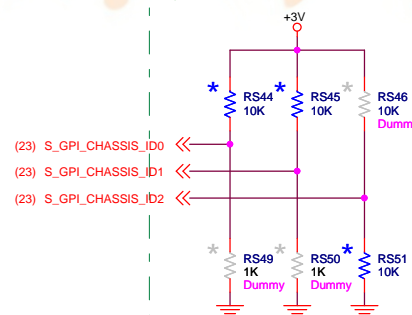 +3V
* RS44 10K
* RS45 10K
* RS46 10K Dumm
(23) S_GPI_CHASSIS_ID0
(23) S_GPI_CHASSIS_ID1
(23) S_GPI_CHASSIS_ID2
* RS49 1K Dummy
* RS50 1K Dummy
* RS51 10K